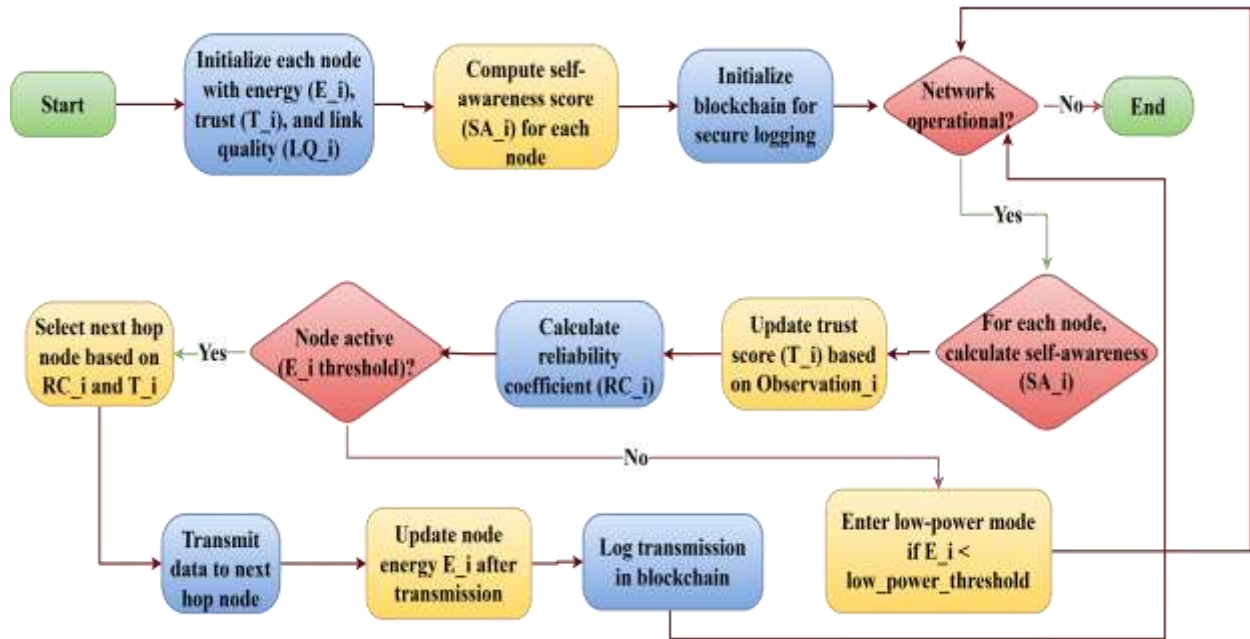 Start
Initialize each node
with energy (E_i),
trust (T_i), and link
quality (LQ_i)
Compute self-
awareness score
(SA_i) for each
node
Initialize
blockchain for
secure logging
Network
operational?
No
End
Yes
Select next hop
node based on
RC_i and T_i
Yes
Node active
(E_i threshold)?
Calculate
reliability
coefficient (RC_i)
Update trust
score (T_i) based
on Observation_i
For each node,
calculate self-awareness
(SA_i)
No
Transmit
data to next
hop node
Update node
energy E_i after
transmission
Log transmission
in blockchain
Enter low-power mode
if E_i <
low_power_threshold